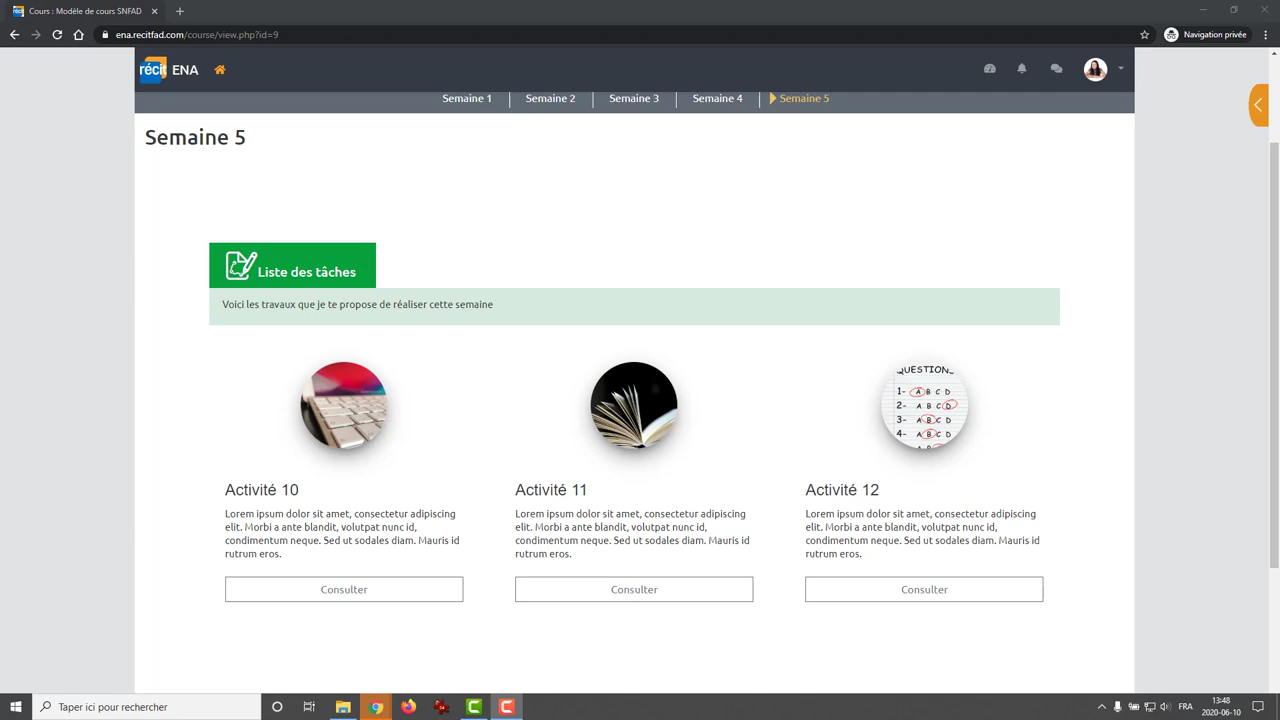 Cours : Modèle de cours SNFAD
ena.recitfad.com/course/view.php?id=9
Navigation privée
récit ENA
Semaine 1
Semaine 2
Semaine 3
Semaine 4
Semaine 5
Semaine 5
Liste des tâches
Voici les travaux que je te propose de réaliser cette semaine
QUESTIONS
1- A B C D
2- A B C D
3- A B C D
4- A B C D
Activité 10
Lorem ipsum dolor sit amet, consectetur adipiscing
elit. Morbi a ante blandit, volutpat nunc id,
condimentum neque. Sed ut sodales diam. Mauris id
rutrum eros.
Consulter
Activité 11
Lorem ipsum dolor sit amet, consectetur adipiscing
elit. Morbi a ante blandit, volutpat nunc id,
condimentum neque. Sed ut sodales diam. Mauris id
rutrum eros.
Consulter
Activité 12
Lorem ipsum dolor sit amet, consectetur adipiscing
elit. Morbi a ante blandit, volutpat nunc id,
condimentum neque. Sed ut sodales diam. Mauris id
rutrum eros.
Consulter
Taper ici pour rechercher
FRA
13:48
2020-06-10